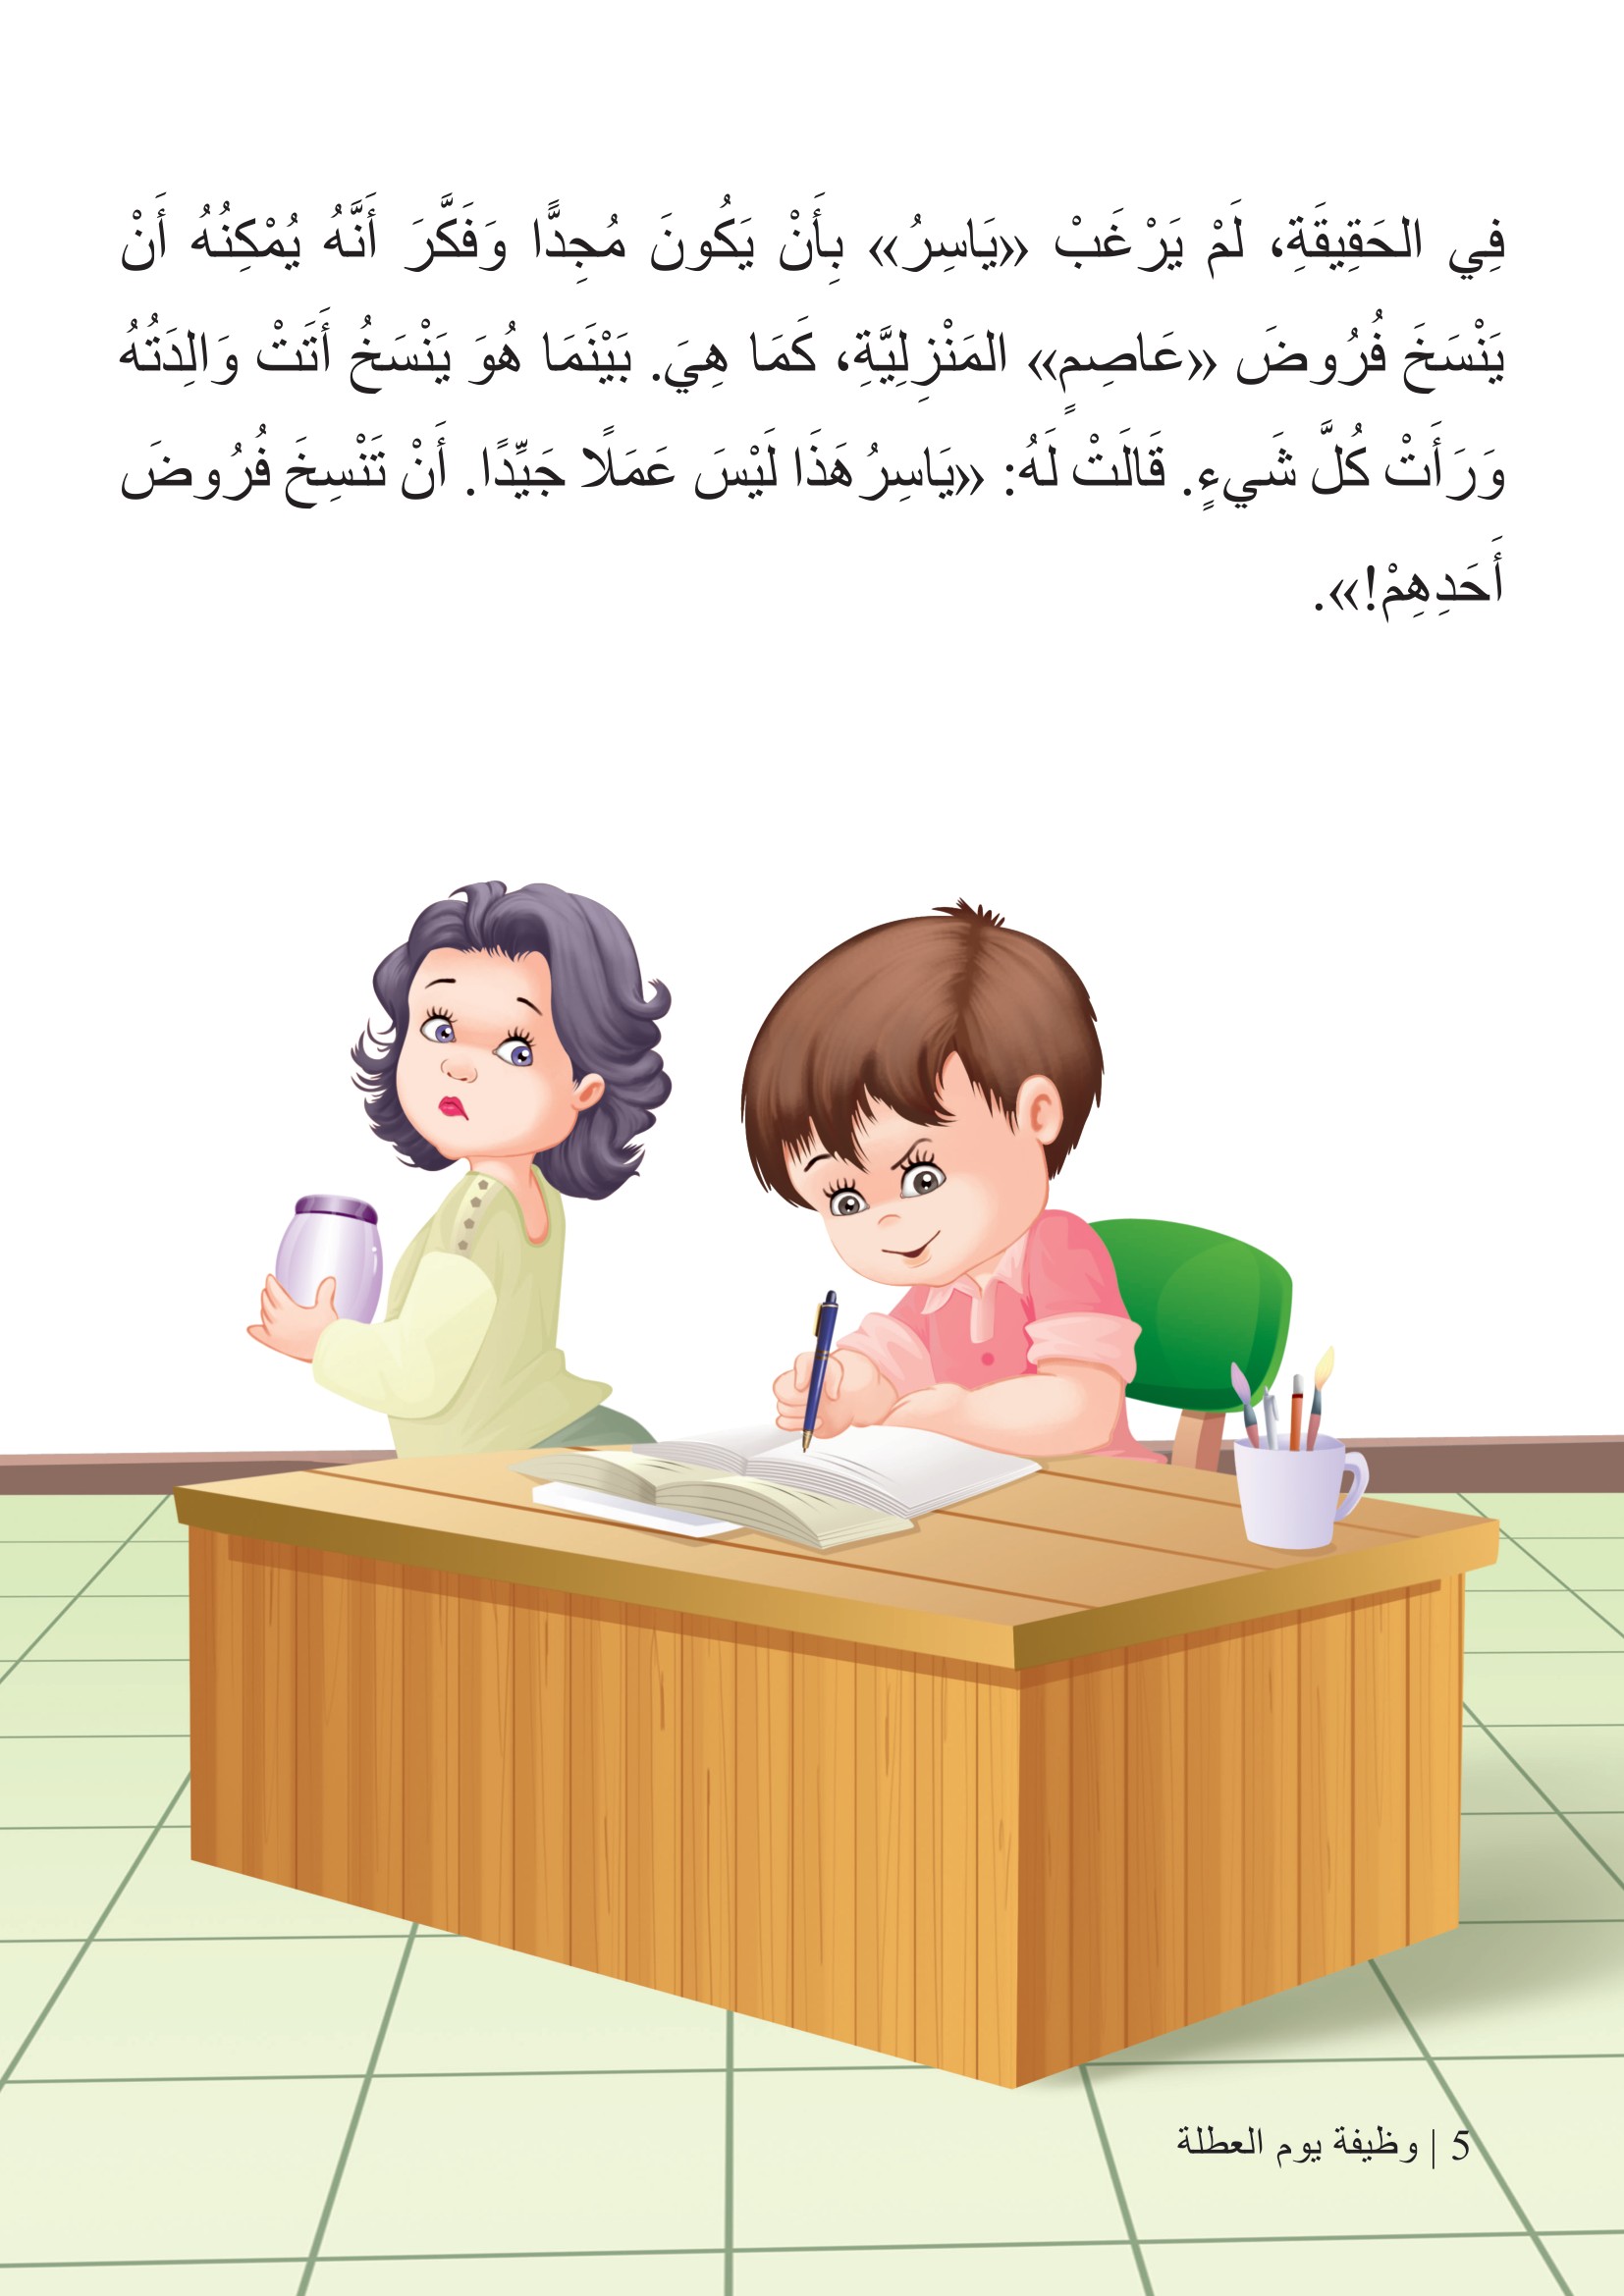 فِي الحَقِيقَةِ، لَمْ يَرْغَبْ «يَاسِرُ» بِأَنْ يَكُونَ مُجِدًّا وَفَكَّرَ أَنَّهُ يُمْكِنُهُ أَنْ
يَنْسَخَ فُرُوضَ «عَاصِمٍ» المَنْزِلِيَّةِ، كَمَا هِيَ. بَيْنَمَا هُوَ يَنْسَخُ أَتَتْ وَالِدَتُهُ
وَرَأَتْ كُلَّ شَيءٍ. قَالَتْ لَهُ: «يَاسِرُ هَذَا لَيْسَ عَمَلًا جَيِّدًا. أَنْ تَنْسِخَ فُرُوضَ
أَحَدِهِمْ!».
5 | وظيفة يوم العطلة